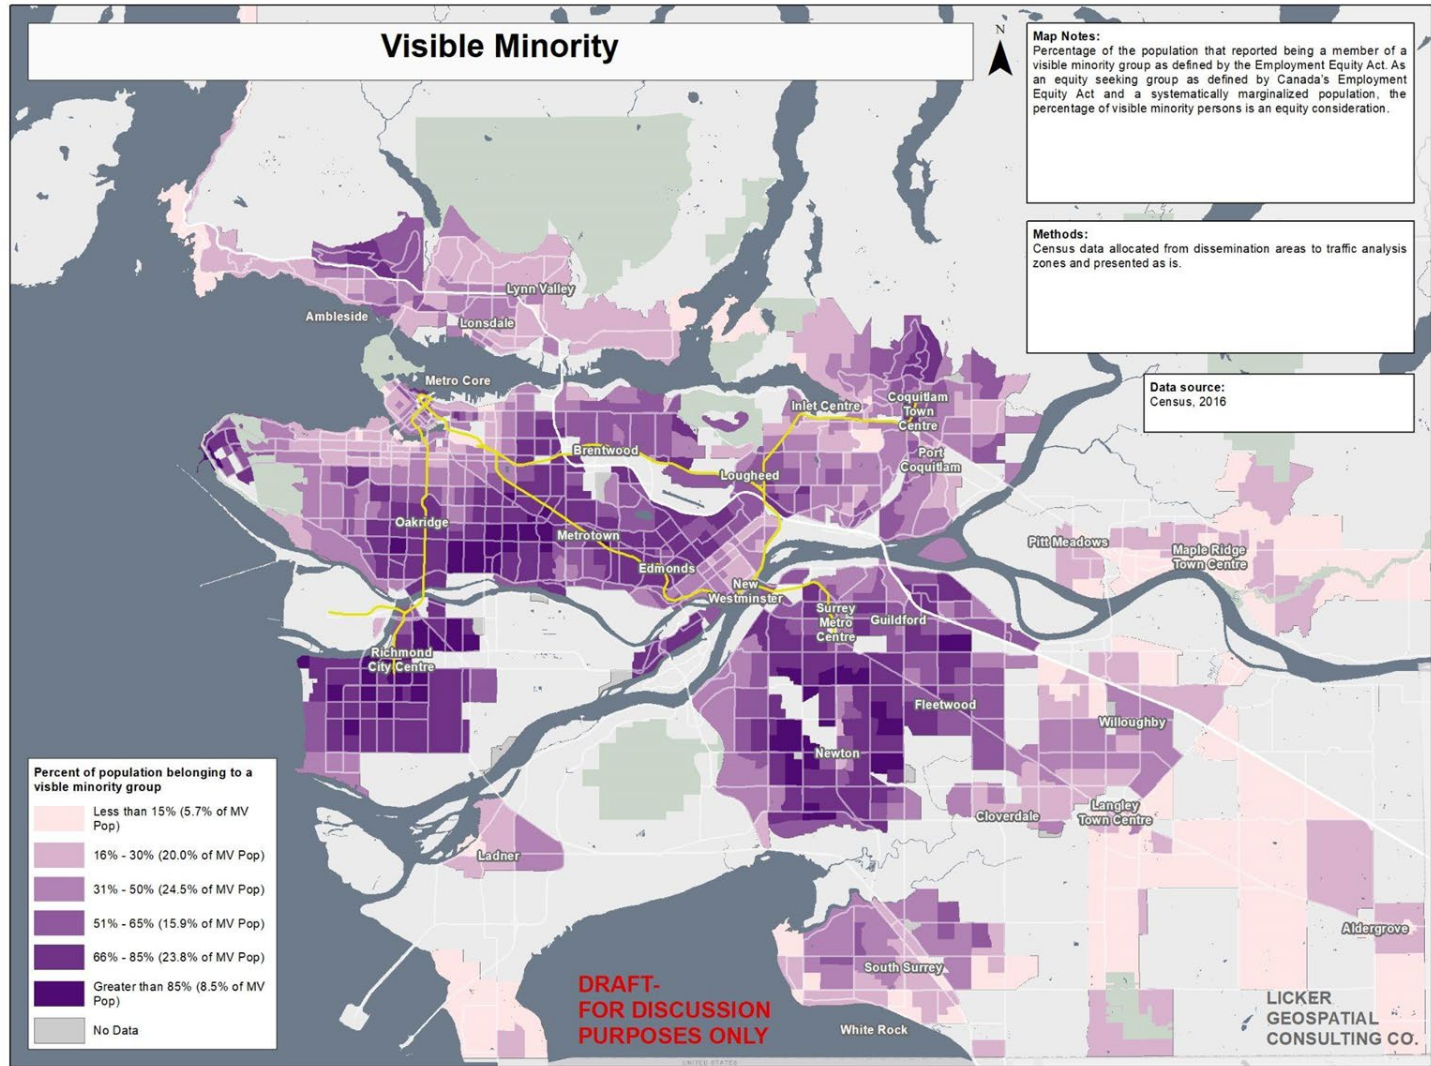 Visible Minority
N
Map Notes:
Percentage of the population that reported being a member of a
visible minority group as defined by the Employment Equity Act. As
an equity seeking group as defined by Canada's Employment
Equity Act and a systematically marginalized population, the
percentage of visible minority persons is an equity consideration.
Methods:
Census data allocated from dissemination areas to traffic analysis
zones and presented as is.
Data source:
Census, 2016
Lynn Valley
Ambleside
Lonsdale
Metro Core
Inlet Centre
Coquitlam
Town
Centre
Brentwood
Port
Coquitlam
Lougheed
Oakridge
Metrotown
Pitt Meadows
Maple Ridge
Town Centre
Edmonds
New
Westminster
Surrey
Metro
Centre
Guildford
Richmond
City Centre
Fleetwood
Willoughby
Newton
Cloverdale
Langley
Town Centre
Ladner
Aldergrove
South Surrey
White Rock
Percent of population belonging to a
visble minority group
Less than 15% (5.7% of MV
Pop)
16% - 30% (20.0% of MV Pop)
31% - 50% (24.5% of MV Pop)
51% - 65% (15.9% of MV Pop)
66% - 85% (23.8% of MV Pop)
Greater than 85% (8.5% of MV
Pop)
No Data
DRAFT-
FOR DISCUSSION
PURPOSES ONLY
LICKER
GEOSPATIAL
CONSULTING CO.
UNITED STATES